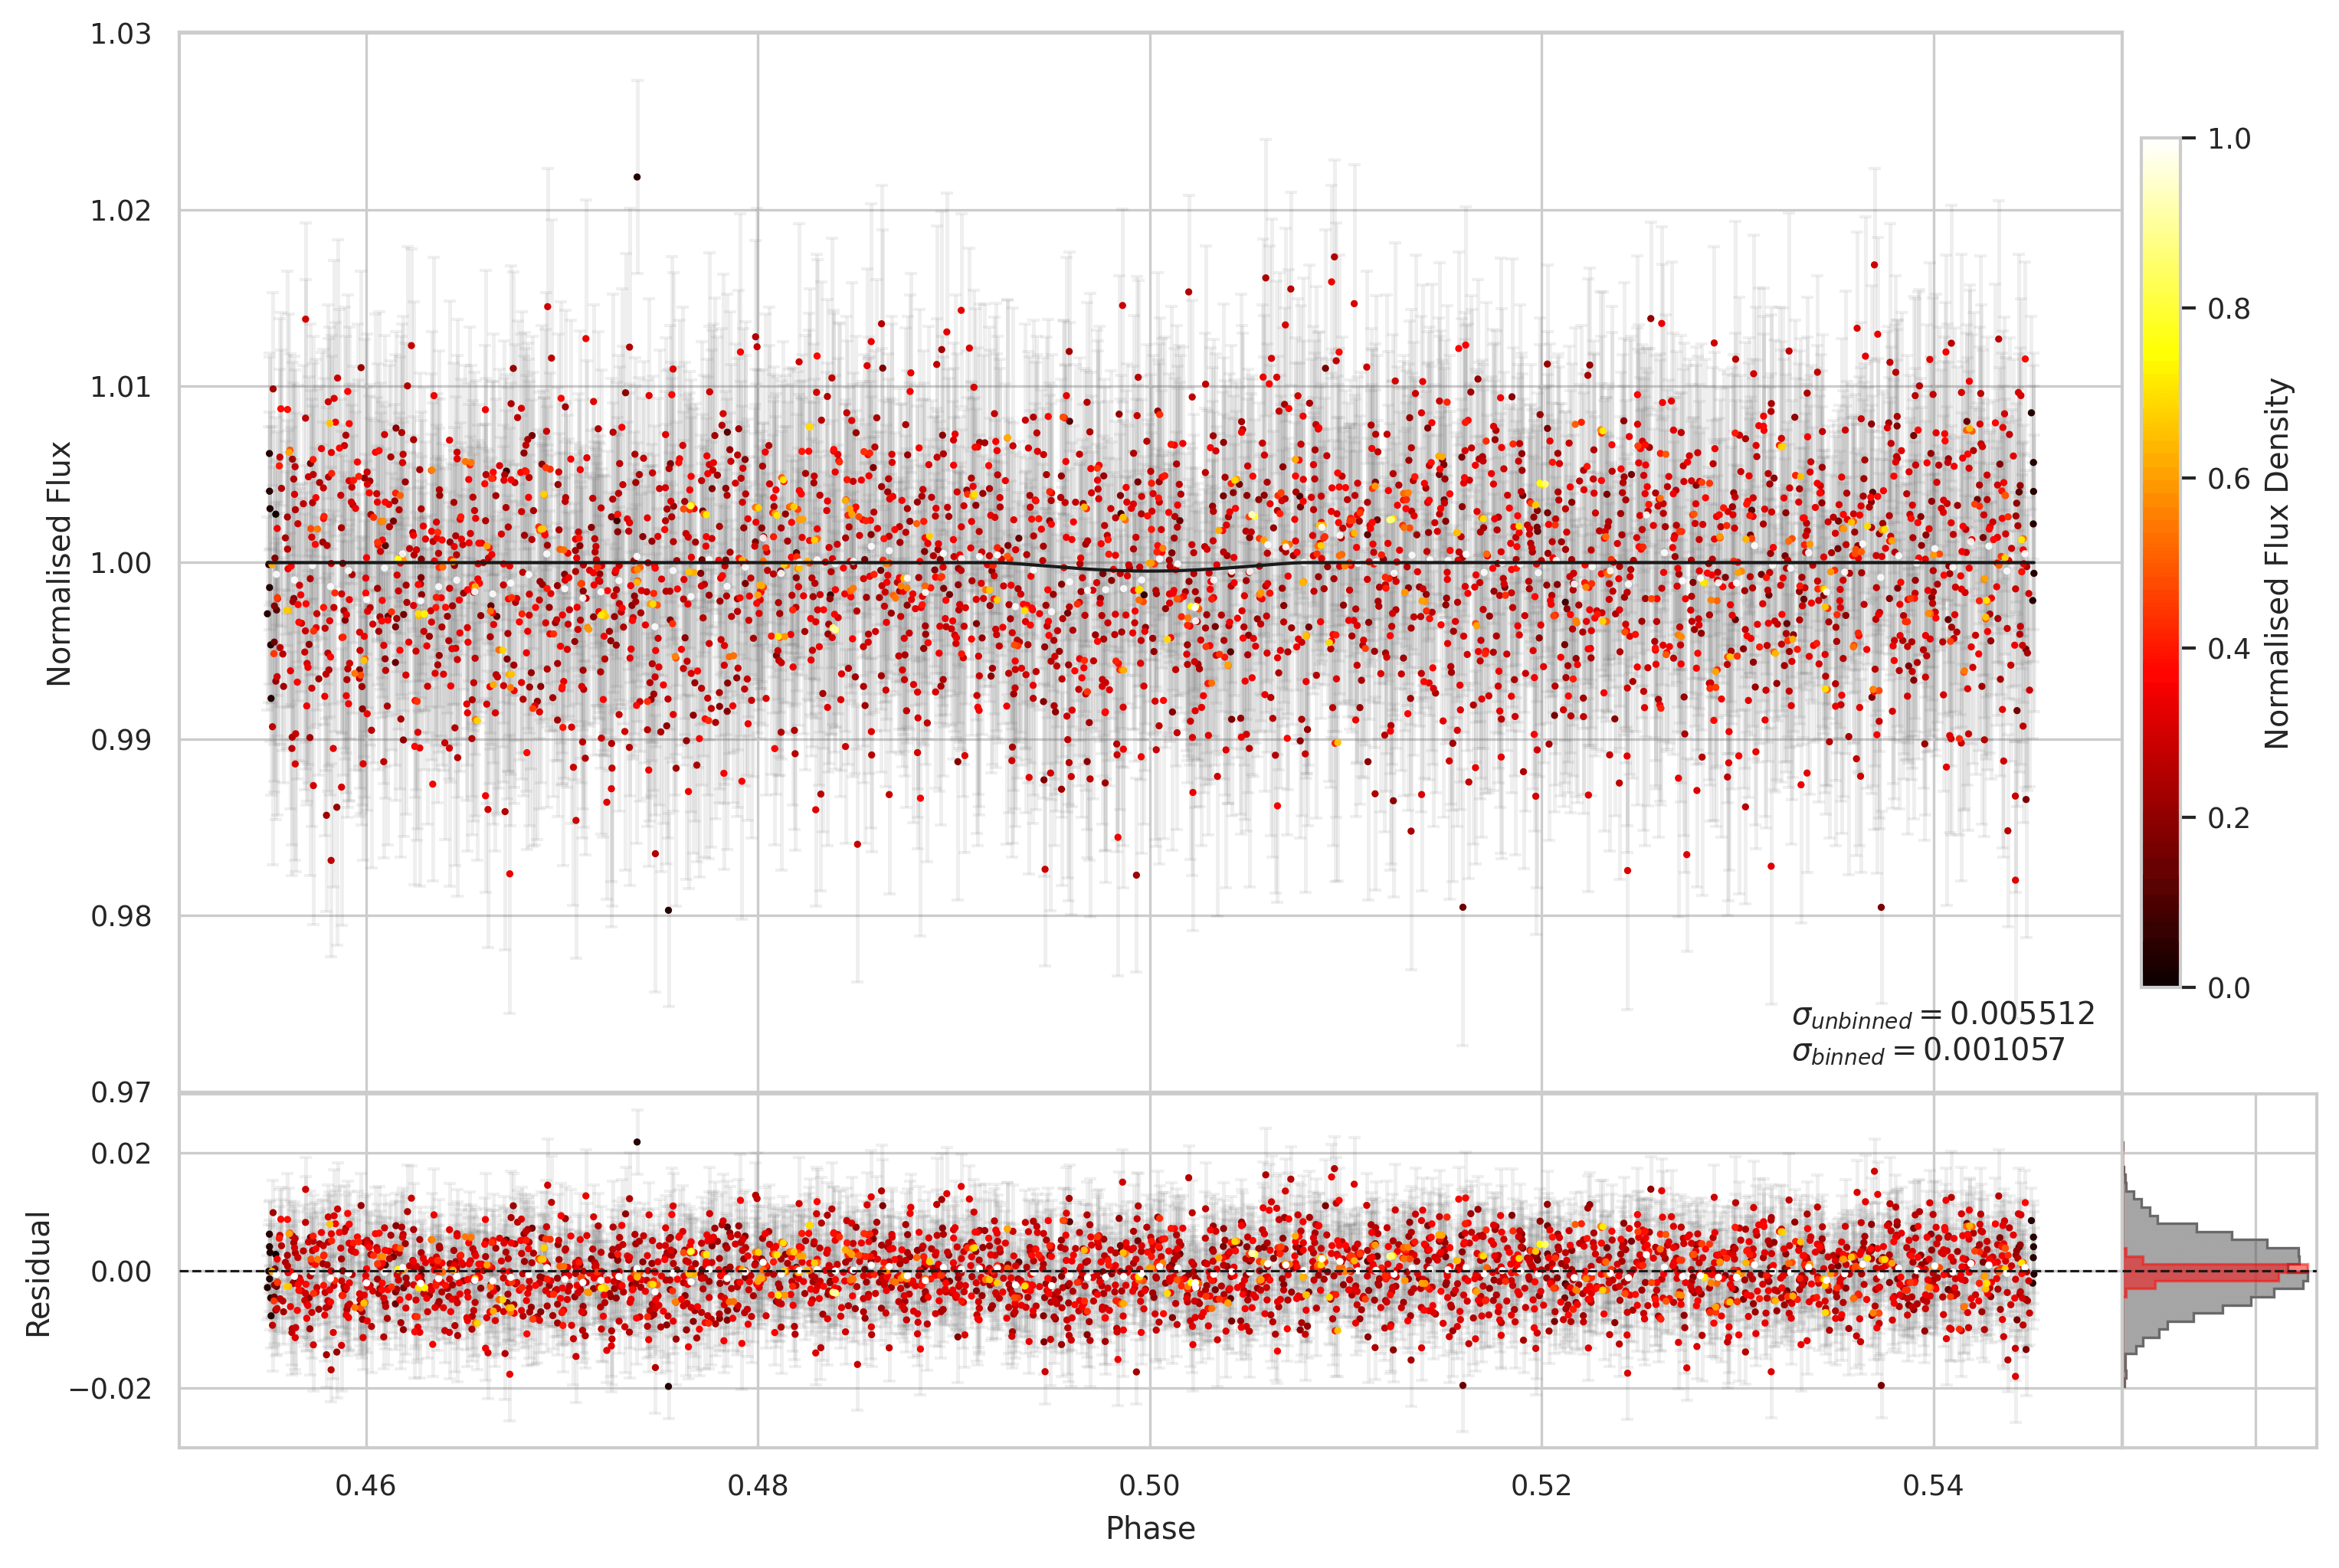 1.03
1.02
1.01
1.00
0.99
0.98
0.97
Normalised Flux
σunbinned = 0.005512
σbinned = 0.001057
1.0
0.8
0.6
0.4
0.2
0.0
Normalised Flux Density
0.02
0.00
−0.02
Residual
0.46 0.48 0.50 0.52 0.54
Phase